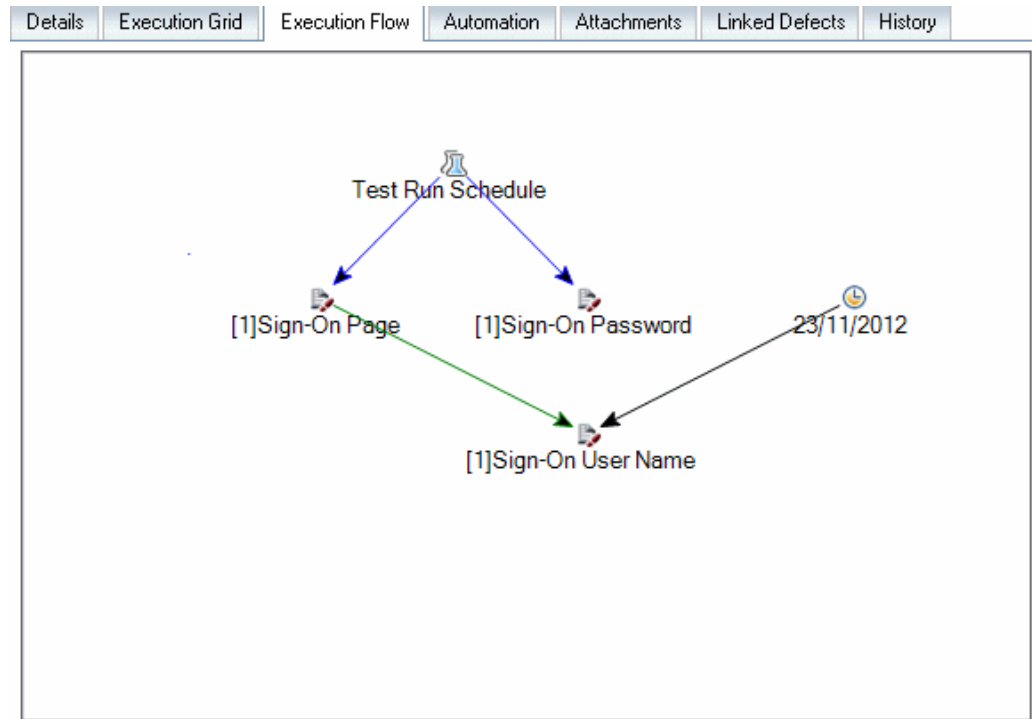 Details Execution Grid Execution Flow Automation Attachments Linked Defects History
Test Run Schedule
[1]Sign-On Page [1]Sign-On Password 23/11/2012
[1]Sign-On User Name